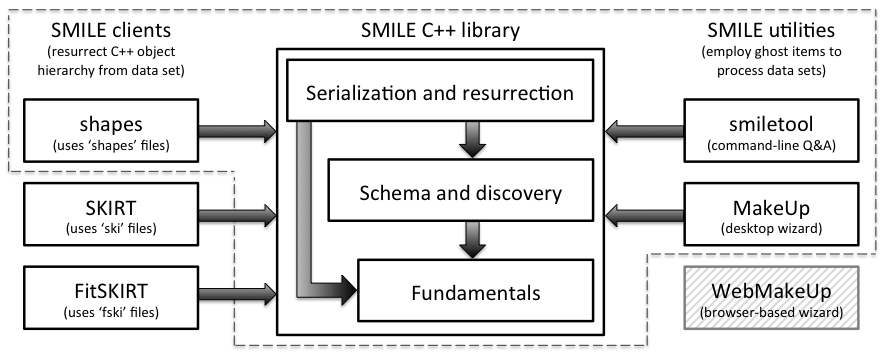 SMILE clients
(resurrect C++ object
hierarchy from data set)
shapes
(uses ‘shapes’ files)
SKIRT
(uses ‘ski’ files)
FitSKIRT
(uses ‘fski’ files)
SMILE C++ library
Serialization and resurrection
Schema and discovery
Fundamentals
SMILE utilities
(employ ghost items to
process data sets)
smiletool
(command-line Q&A)
MakeUp
(desktop wizard)
WebMakeUp
(browser-based wizard)